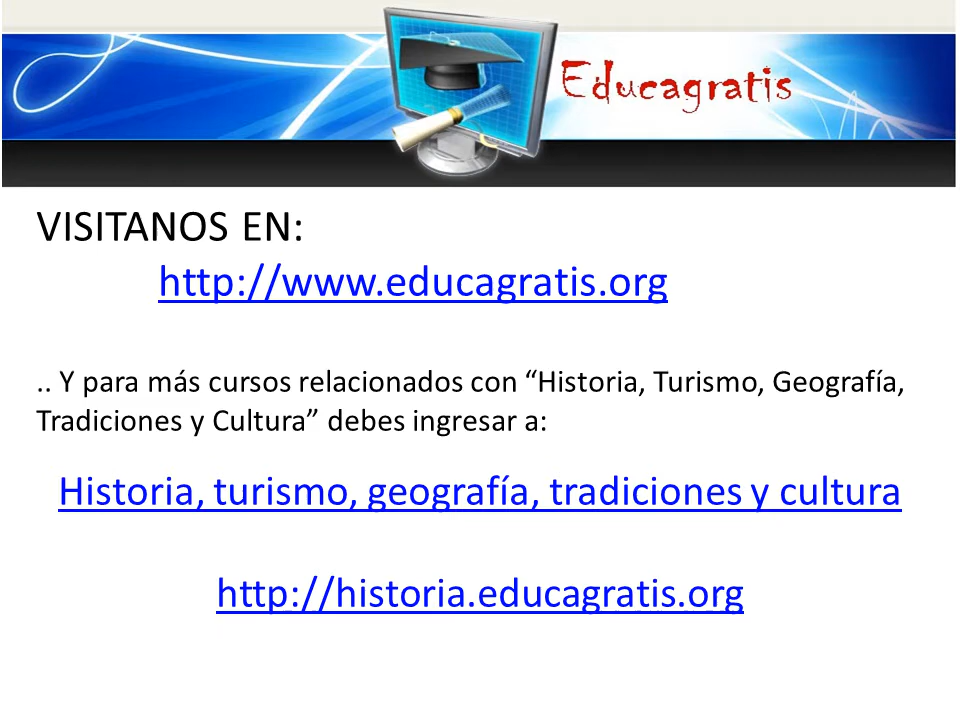 Educagratis
VISITANOS EN:
http://www.educagratis.org
.. Y para más cursos relacionados con “Historia, Turismo, Geografía,
Tradiciones y Cultura” debes ingresar a:
Historia, turismo, geografía, tradiciones y cultura
http://historia.educagratis.org